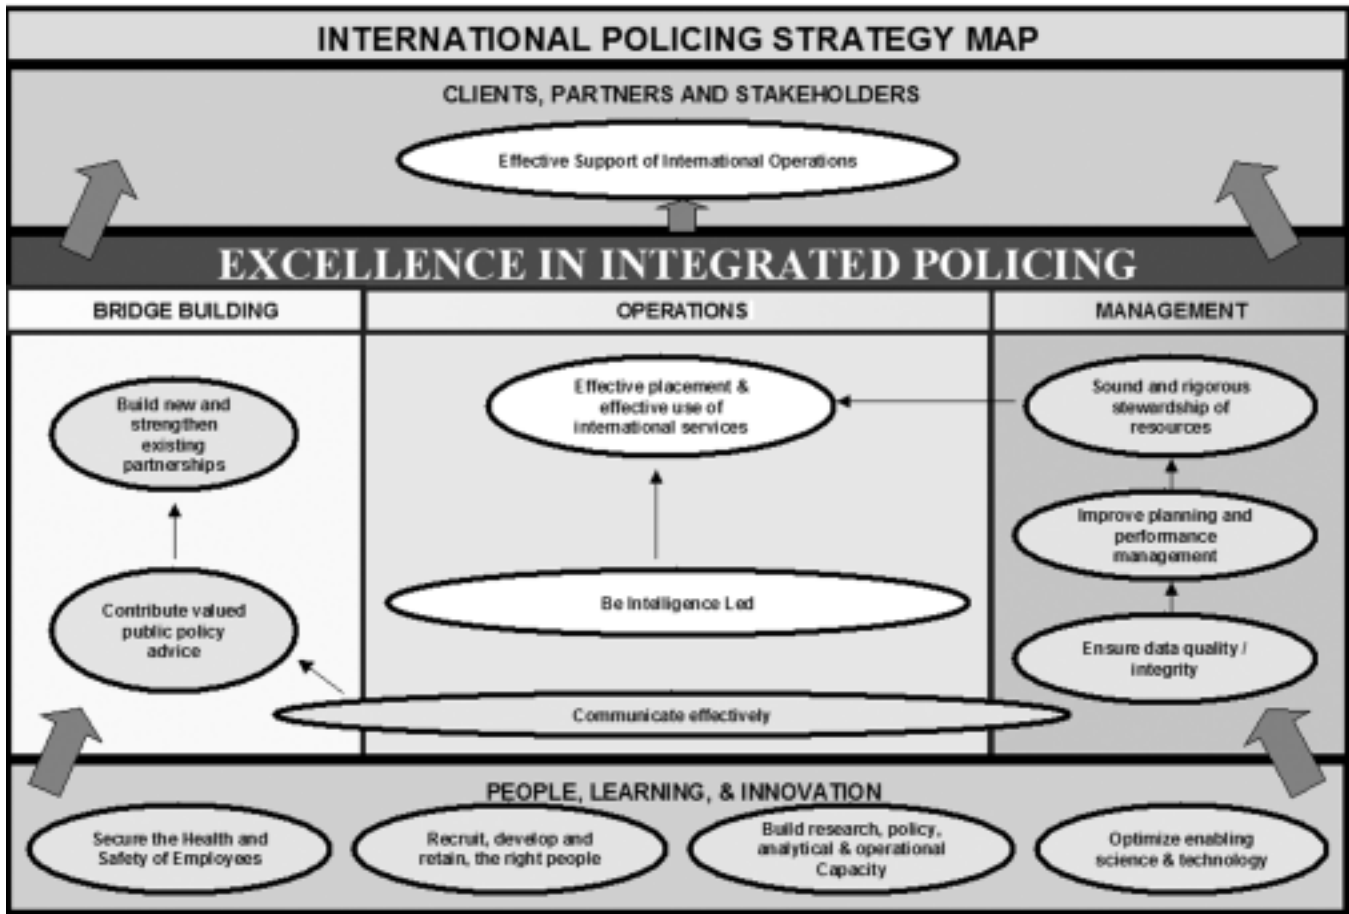 INTERNATIONAL POLICING STRATEGY MAP
CLIENTS, PARTNERS AND STAKEHOLDERS
Effective Support of International Operations
EXCELLENCE IN INTEGRATED POLICING
BRIDGE BUILDING
OPERATIONS
MANAGEMENT
Build new and
strengthen
existing
partnerships
Contribute valued
public policy
advice
Effective placement &
effective use of
international services
Be Intelligence Led
Sound and rigorous
stewardship of
resources
Improve planning and
performance
management
Ensure data quality /
integrity
Communicate effectively
PEOPLE, LEARNING, & INNOVATION
Secure the Health and
Safety of Employees
Recruit, develop and
retain, the right people
Build research, policy,
analytical & operational
Capacity
Optimize enabling
science & technology